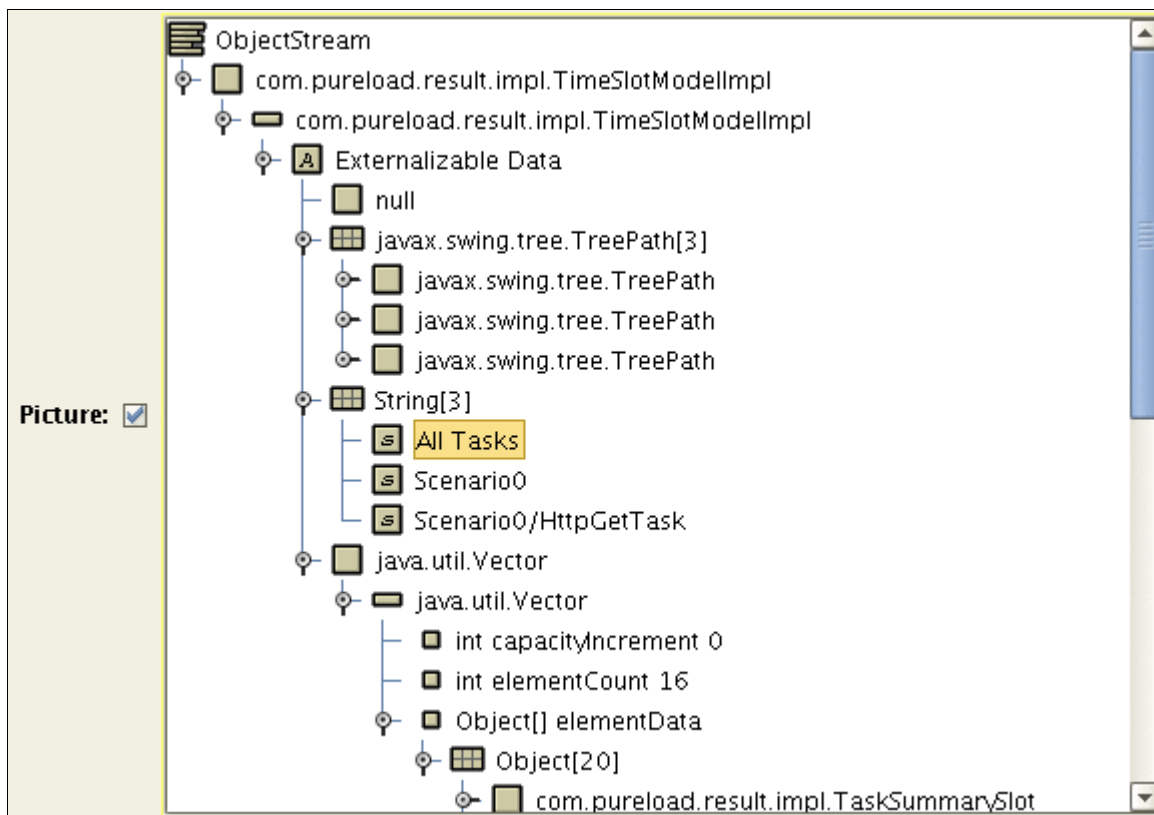 ObjectStream
com.pureload.result.impl.TimeSlotModelImpl
com.pureload.result.impl.TimeSlotModelImpl
A Externalizable Data
null
javax.swing.tree.TreePath[3]
javax.swing.tree.TreePath
javax.swing.tree.TreePath
javax.swing.tree.TreePath
Picture:
String[3]
s All Tasks
s Scenario0
s Scenario0/HttpGetTask
java.util.Vector
java.util.Vector
int capacityIncrement 0
int elementCount 16
Object[] elementData
Object[20]
com.pureload.result.impl.TaskSummarySlot